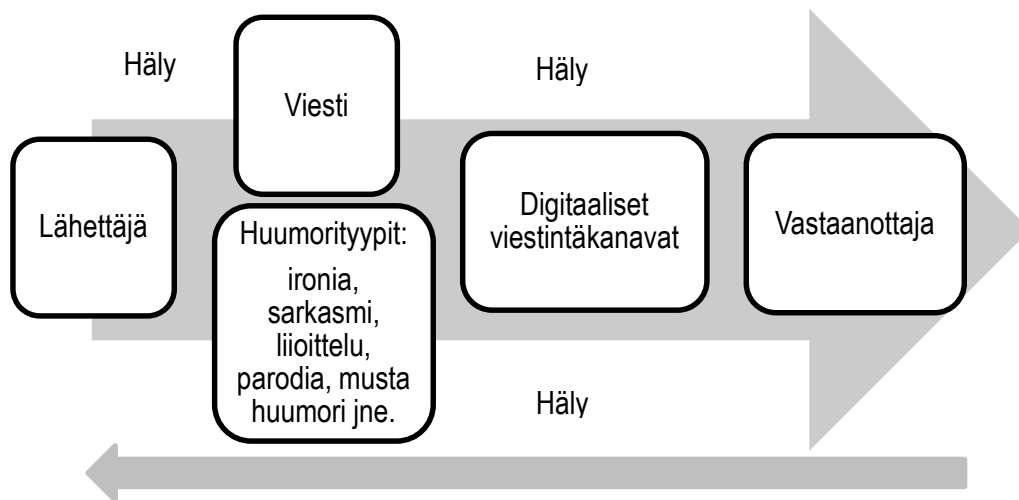 Häly
Häly
Viesti
Lähettäjä
Huumorityypit:
ironia,
sarkasmi,
liioittelu,
parodia, musta
huumori jne.
Digitaaliset
viestintäkanavat
Vastaanottaja
Häly